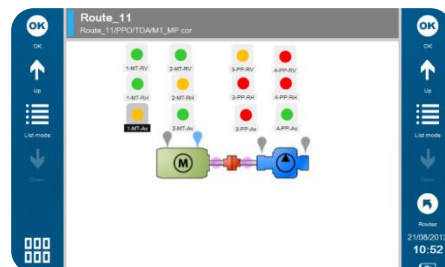 OK
OK
Up
List mode
Down
Route_11
Route_11/PPO/TDA/M1_MP cor
1-MT-RV
2-MT-RV
3-PP-RV
4-PP-RV
1-MT-RH
2-MT-RH
3-PP-RH
4-PP-RH
1-MT-Ax
2-MT-Ax
3-PP-Ax
4-PP-Ax
M
OK
OK
Up
List mode
Routes
21/08/2013
10:52